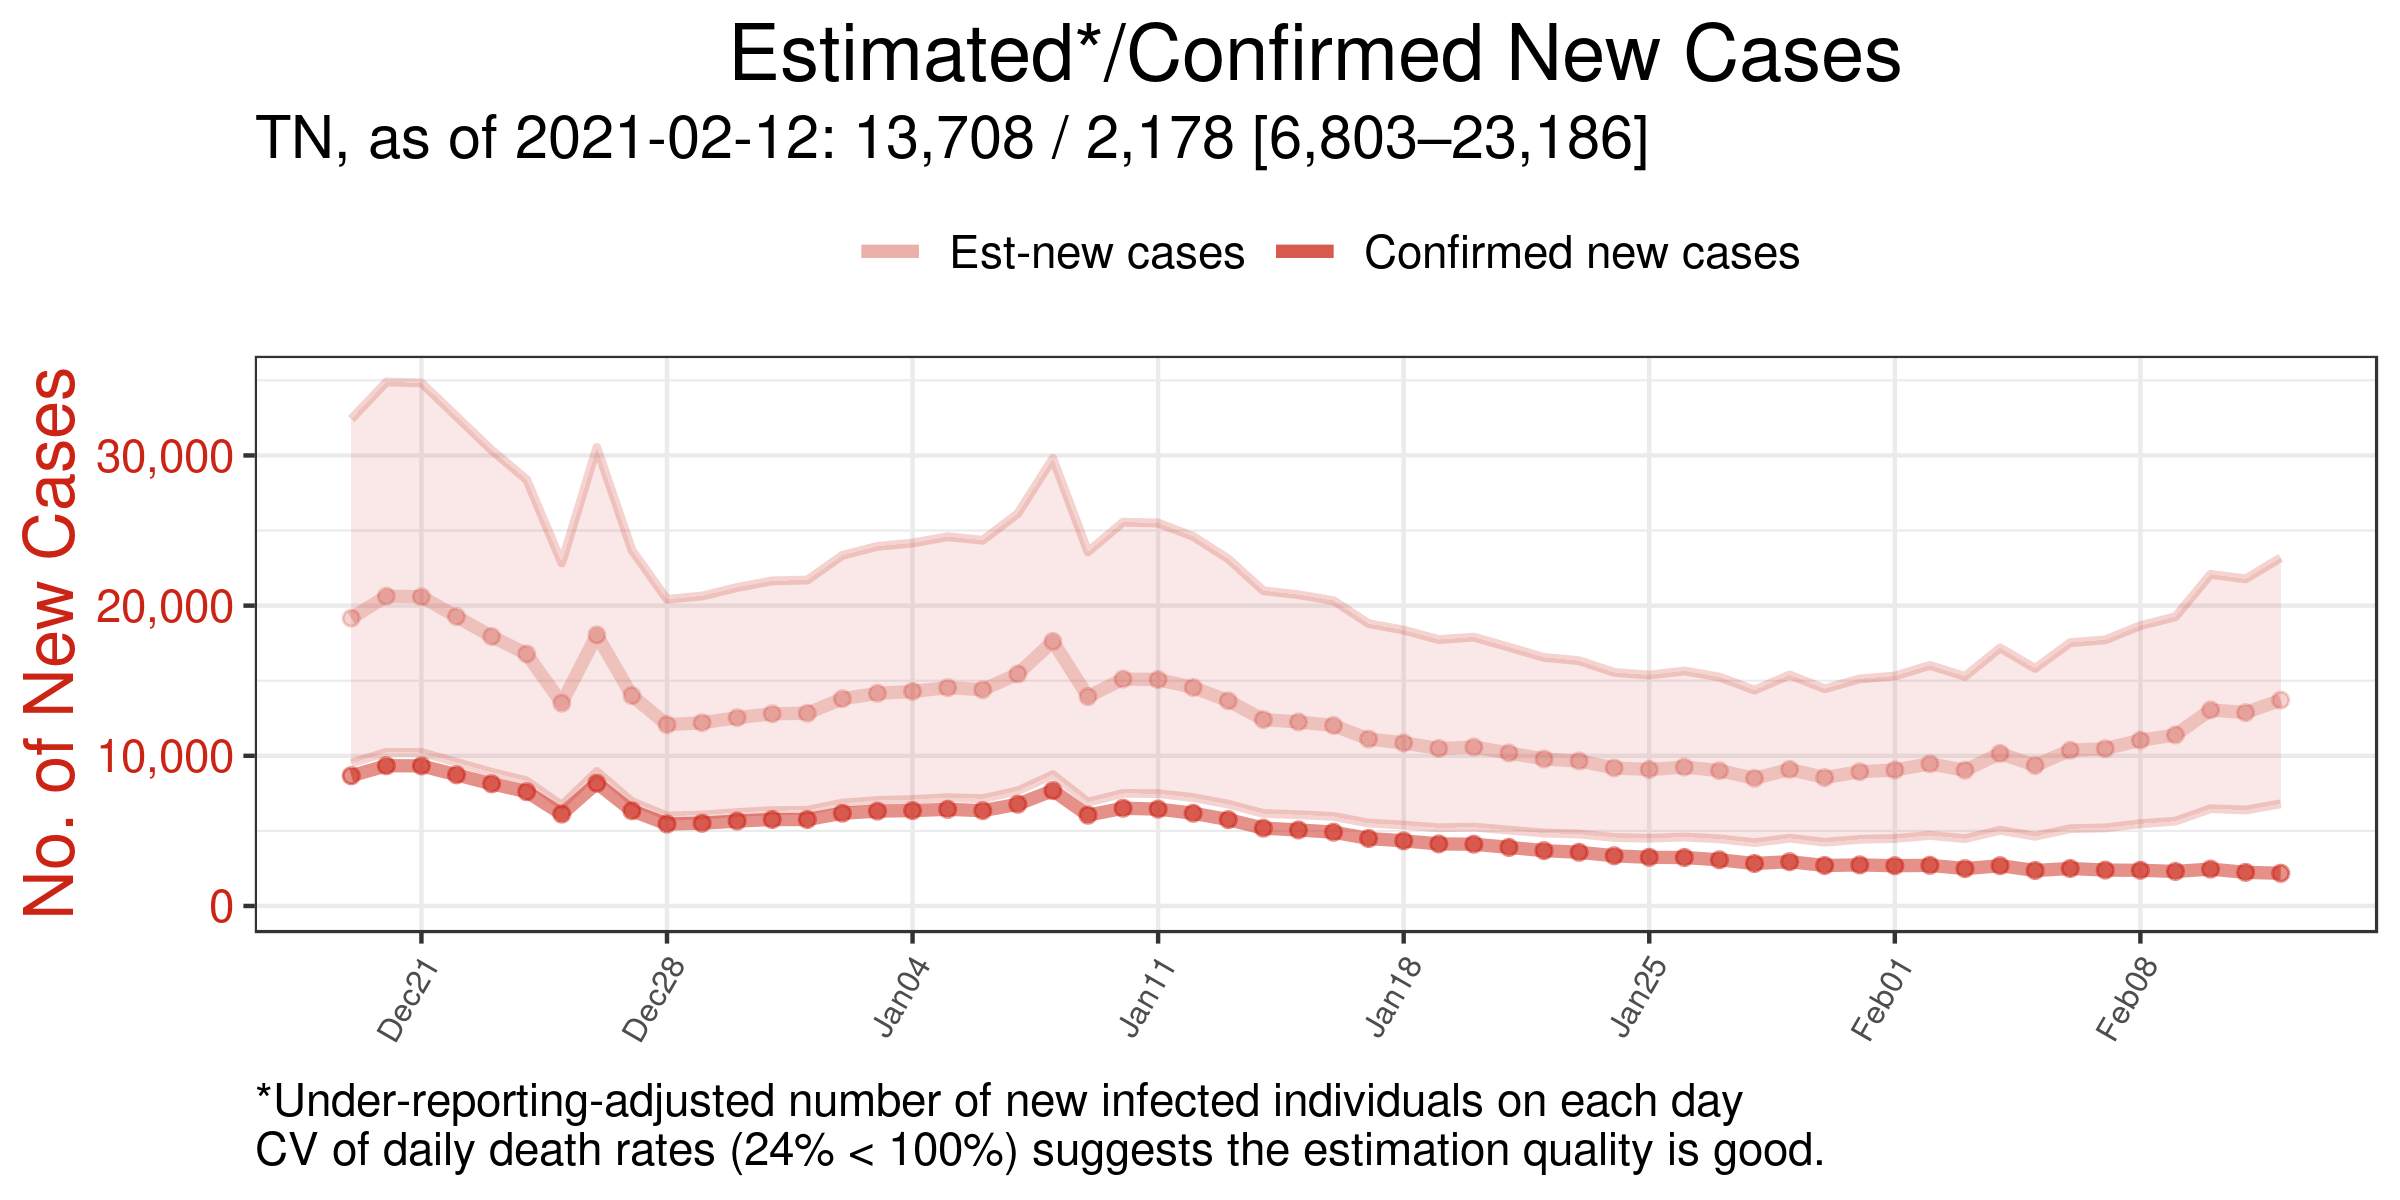 Estimated*/Confirmed New Cases
TN, as of 2021-02-12: 13,708 / 2,178 [6,803–23,186]
Est-new cases
Confirmed new cases
No. of New Cases
30,000
20,000
10,000
0
Dec21
Dec28
Jan04
Jan11
Jan18
Jan25
Feb01
Feb08
*Under-reporting-adjusted number of new infected individuals on each day
CV of daily death rates (24% < 100%) suggests the estimation quality is good.